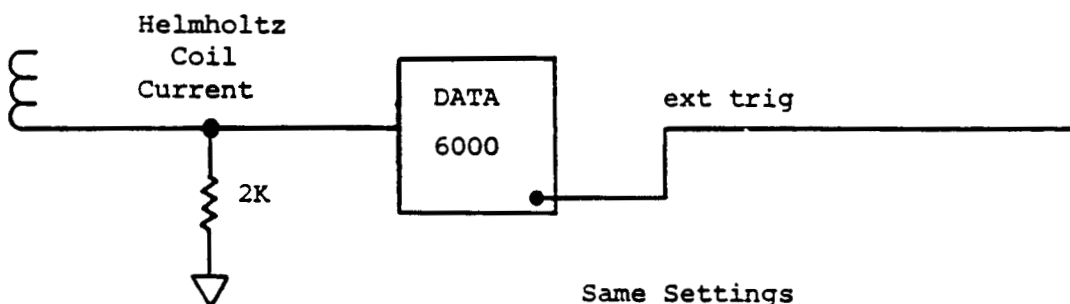 Helmholtz
Coil
Current
DATA
6000
ext trig
2K
Same Settings